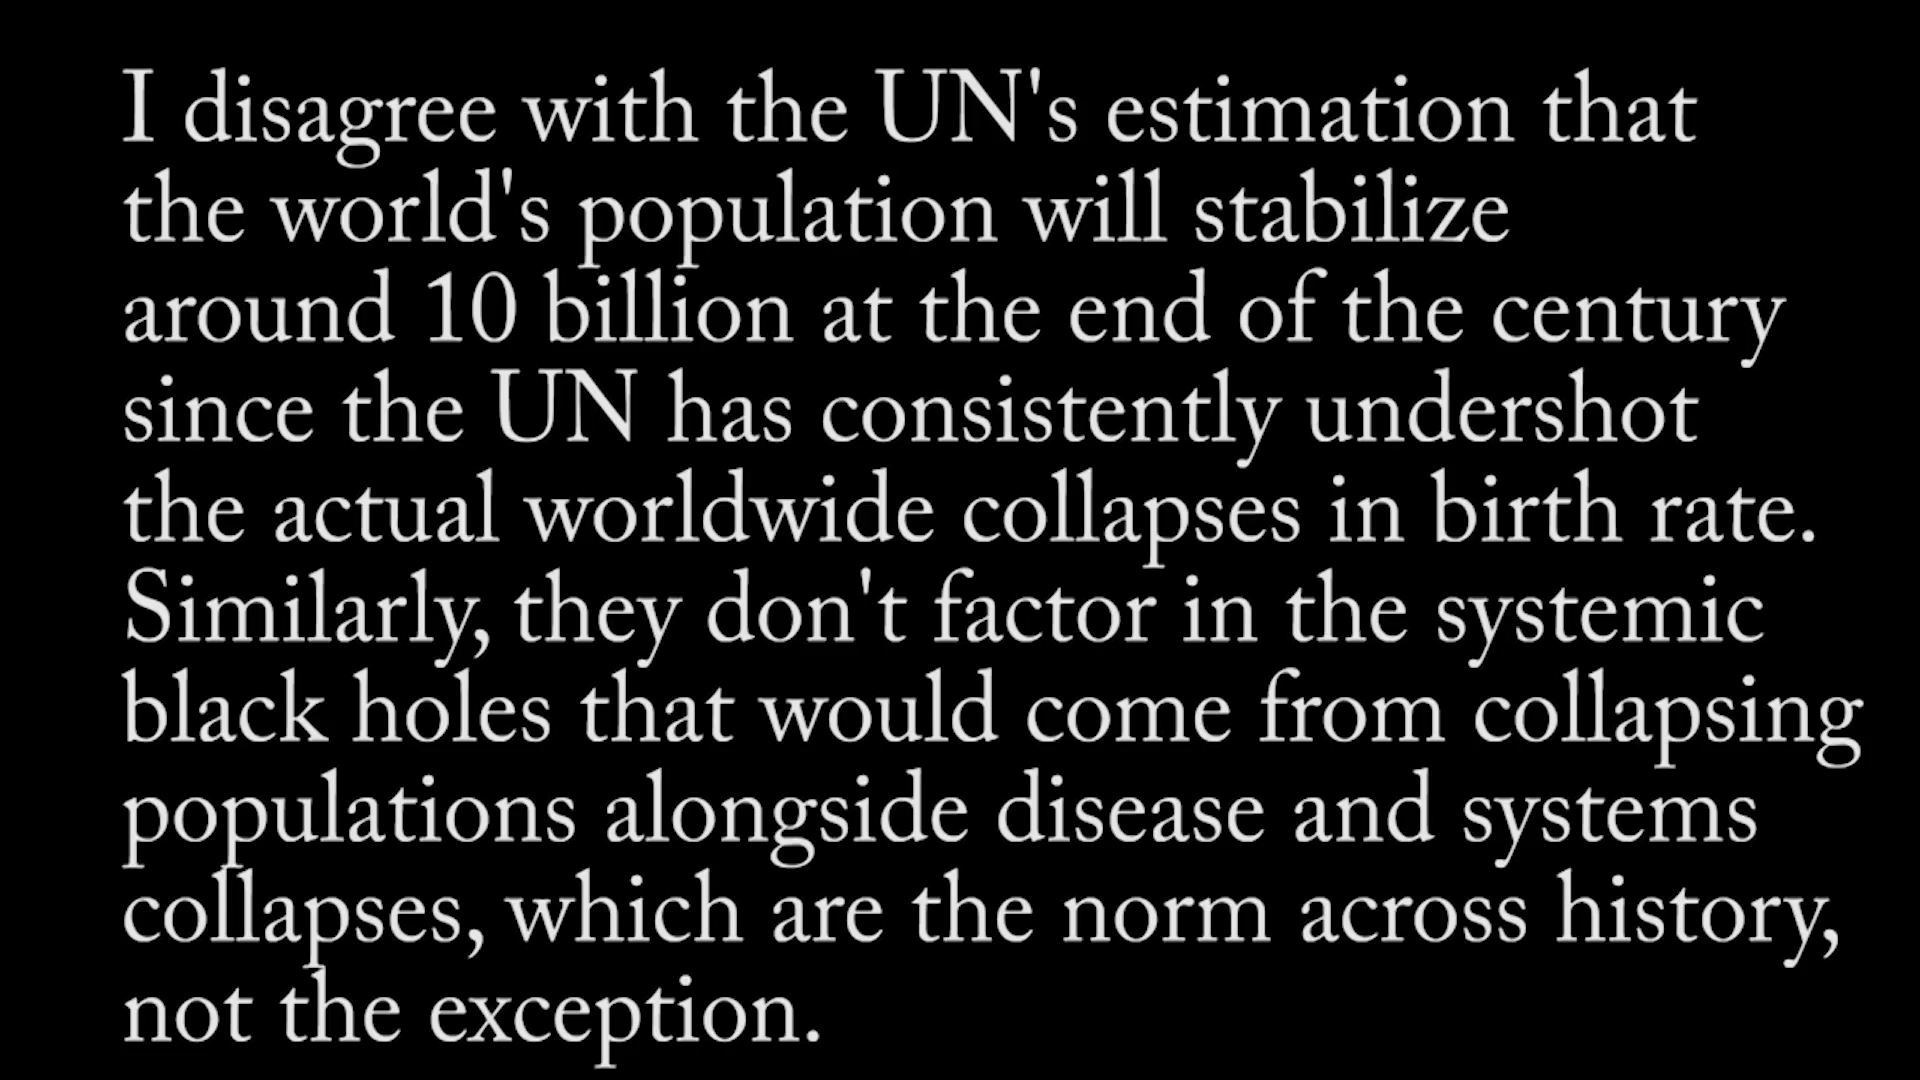 I disagree with the UN's estimation that
the world's population will stabilize
around 10 billion at the end of the century
since the UN has consistently undershot
the actual worldwide collapses in birth rate.
Similarly, they don't factor in the systemic
black holes that would come from collapsing
populations alongside disease and systems
collapses, which are the norm across history,
not the exception.